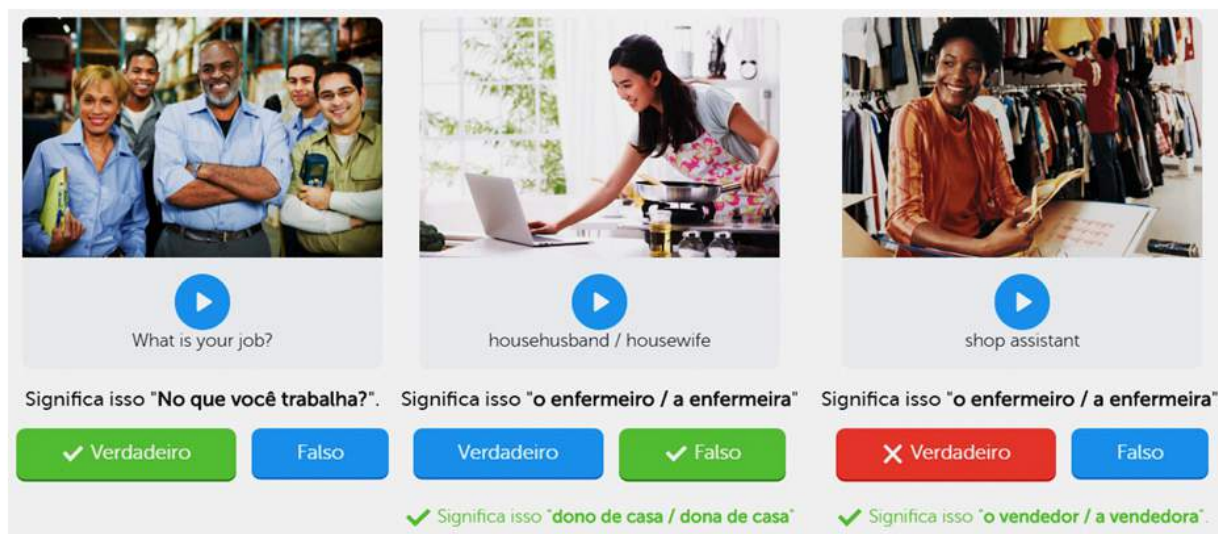 What is your job?
househusband / housewife
shop assistant
Significa isso "No que você trabalha?".
Significa isso "o enfermeiro / a enfermeira"
Significa isso "o enfermeiro / a enfermeira"
Verdadeiro
Falso
Verdadeiro
Falso
Verdadeiro
Falso
Significa isso "dono de casa / dona de casa"
Significa isso "o vendedor / a vendedora".